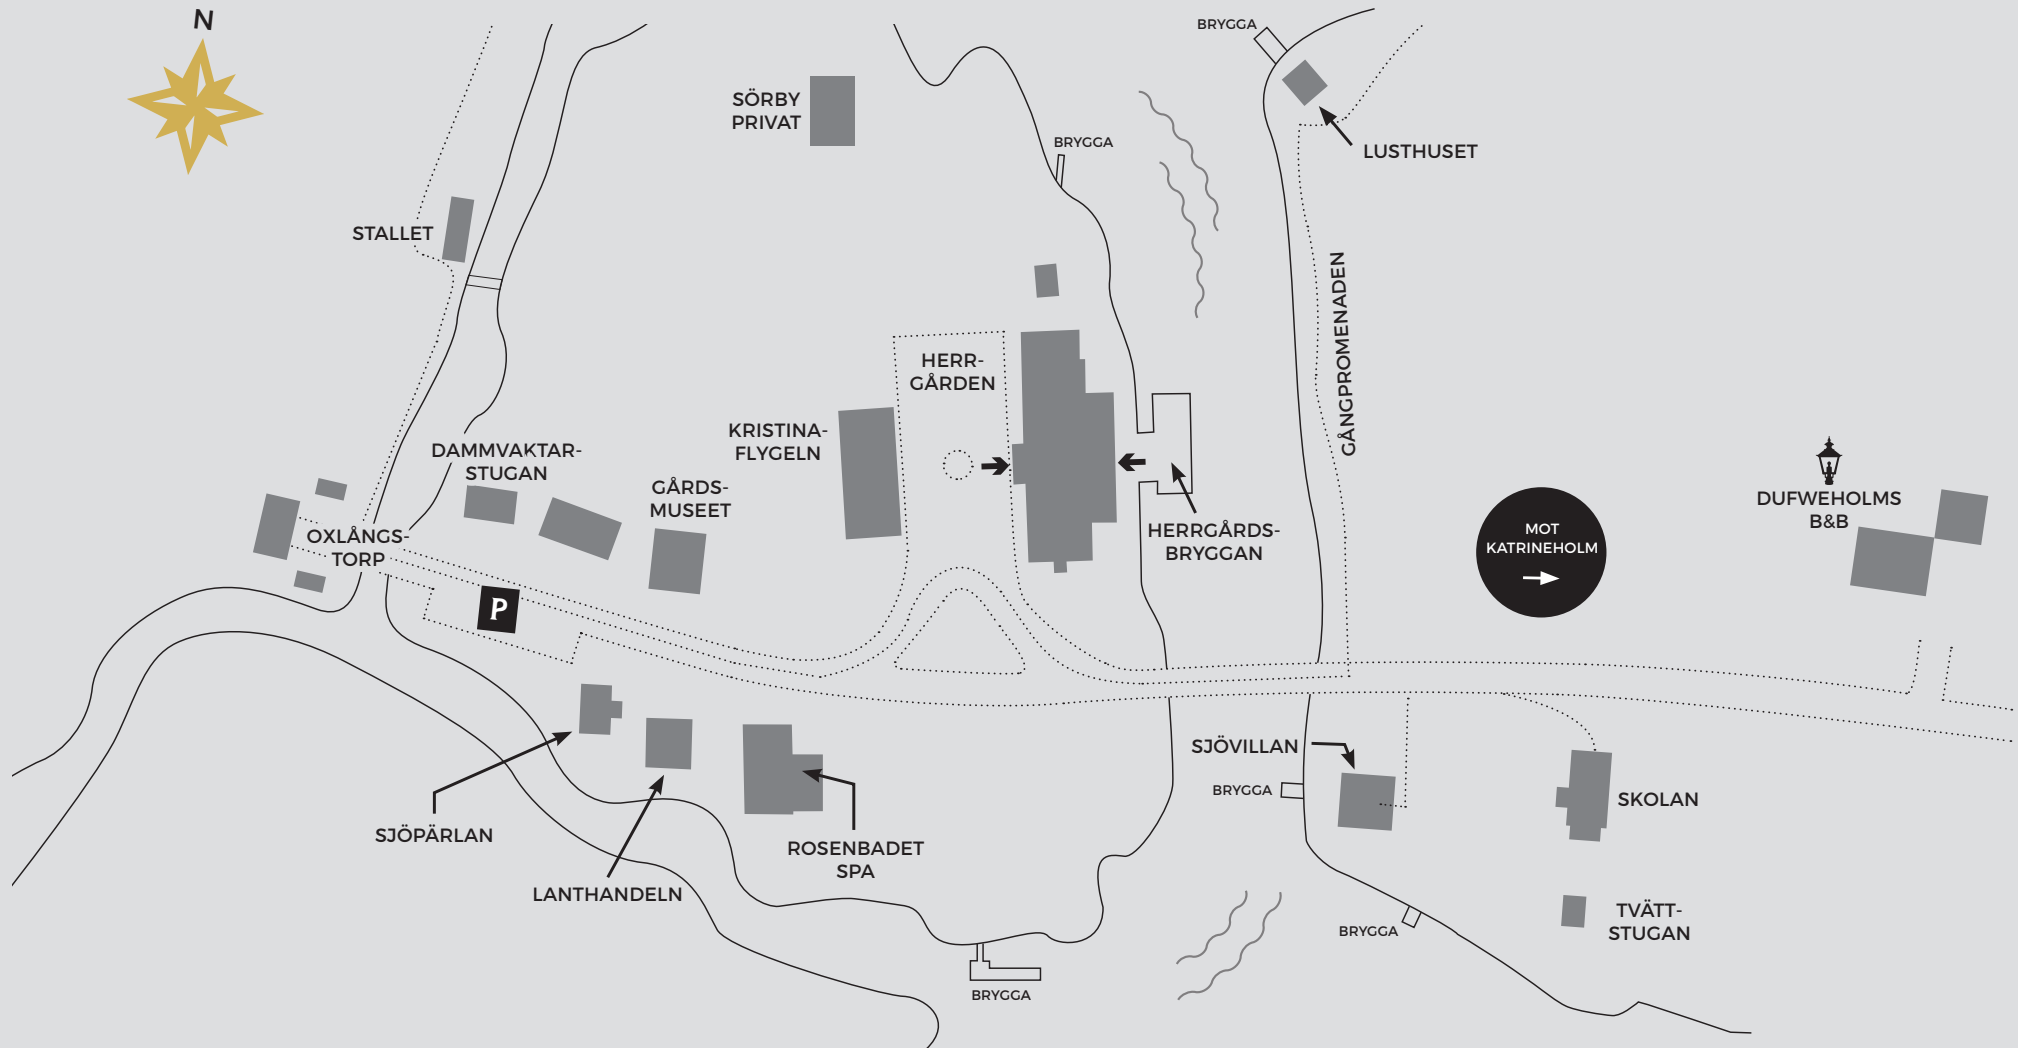 N
BRYGGA
SÖRBY
PRIVAT
BRYGGA
LUSTHUSET
STALLET
GÅNGPROMENADEN
HERR-
GÅRDEN
KRISTINA-
FLYGELN
DAMMVAKTAR-
STUGAN
GÅRDS-
MUSEET
HERRGÅRDS-
BRYGGAN
MOT
KATRINEHOLM
DUFWEHOLMS
B&B
OXLÅNGS-
TORP
P
SJÖVILLAN
BRYGGA
SKOLAN
SJÖPÄRLAN
ROSENBADET
SPA
LANTHANDELN
BRYGGA
TVÄTT-
STUGAN
BRYGGA